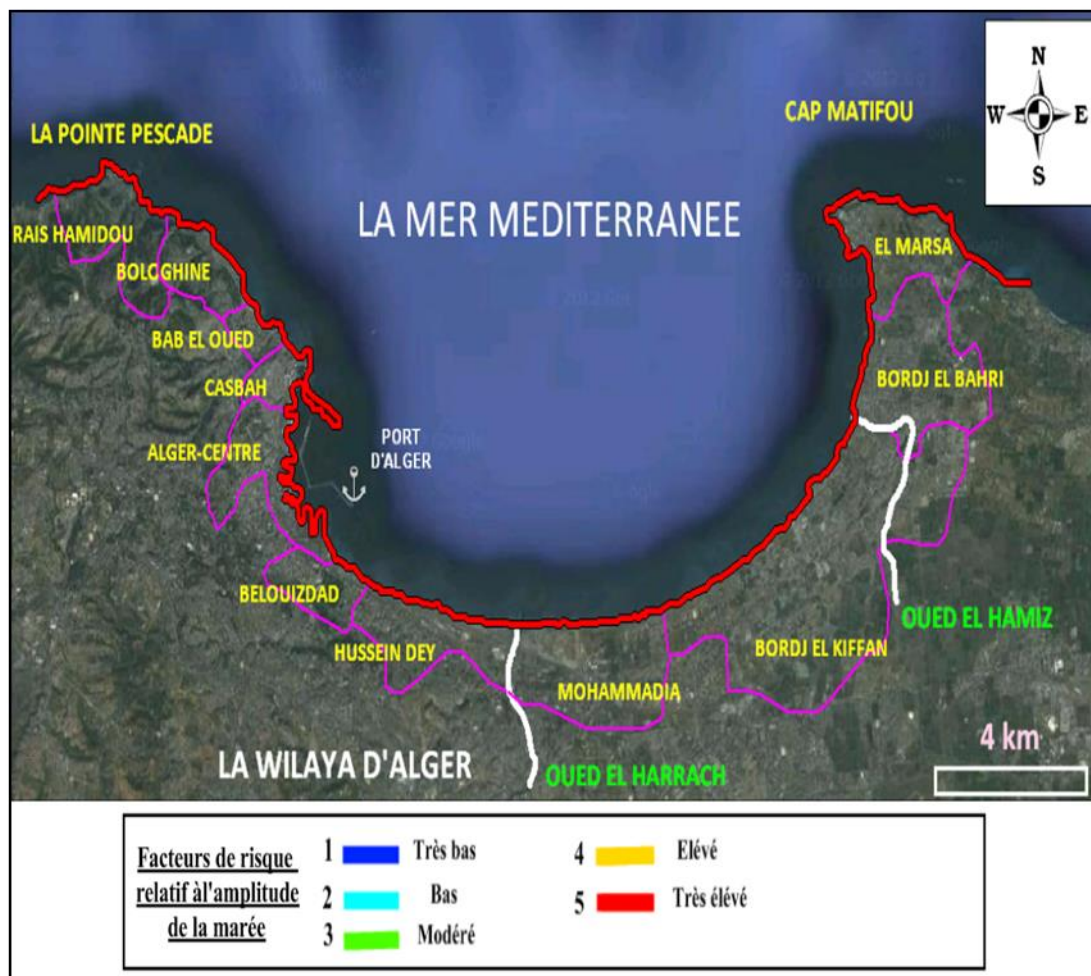 N
W
E
S
CAP MATIFOU
LA POINTE PESCADE
LA MER MEDITERRANEE
RAIS HAMIDOU
EL MARSA
BOLOGHINE
BAB EL OUED
CASBAH
BORDJ EL BAHRI
ALGER-CENTRE
PORT
D'ALGER
BELOUIZDAD
OUED EL HAMIZ
HUSSEIN DEY
BORDJ EL KIFFAN
MOHAMMADIA
LA WILAYA D'ALGER
OUED EL HARRACH
4 km
Facteurs de risque
relatif àl'amplitude
de la marée
1 Très bas
2 Bas
3 Modéré
4 Elévé
5 Très élévé